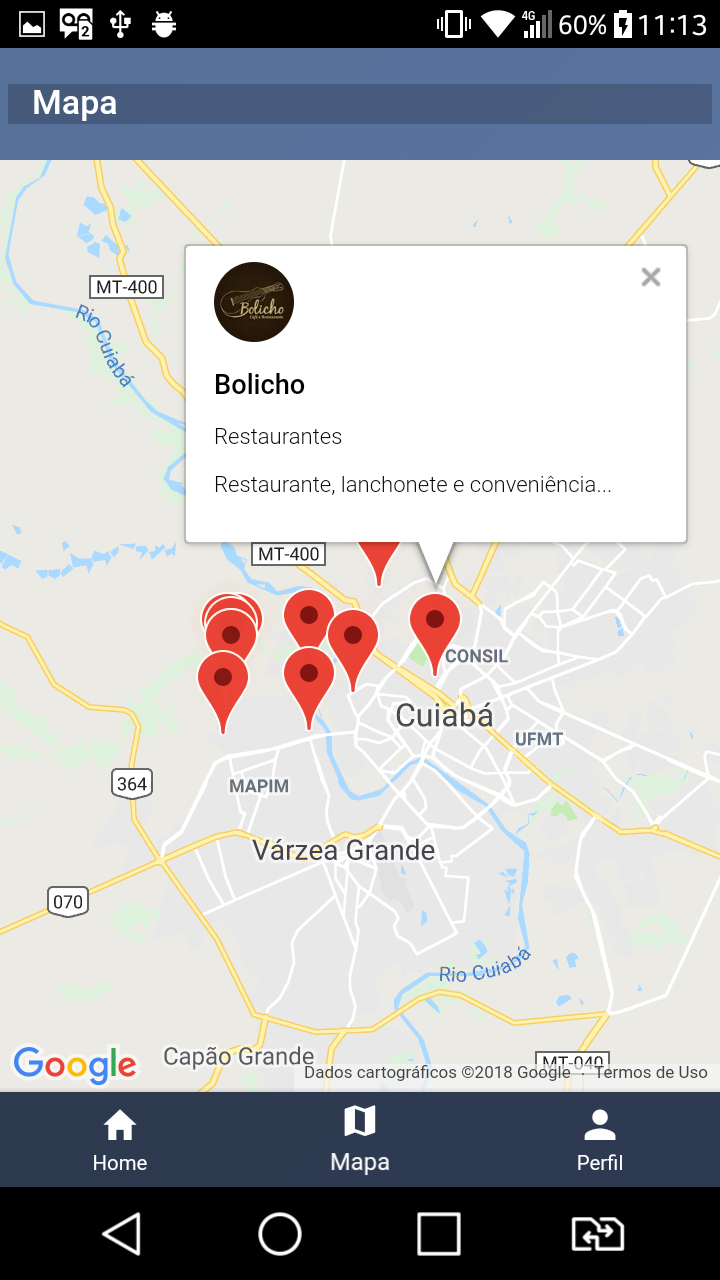 2
4G
60%
11:13
Mapa
MT-400
Rio Cuiabá
Bolicho
Café e Restaurante
Bolicho
Restaurantes
Restaurante, lanchonete e conveniência...
MT-400
CONSIL
Cuiabá
UFMT
364
MAPIM
Várzea Grande
070
Rio Cuiabá
Google
Capão Grande
MT-040
Dados cartográficos ©2018 Google · Termos de Uso
Home
Mapa
Perfil